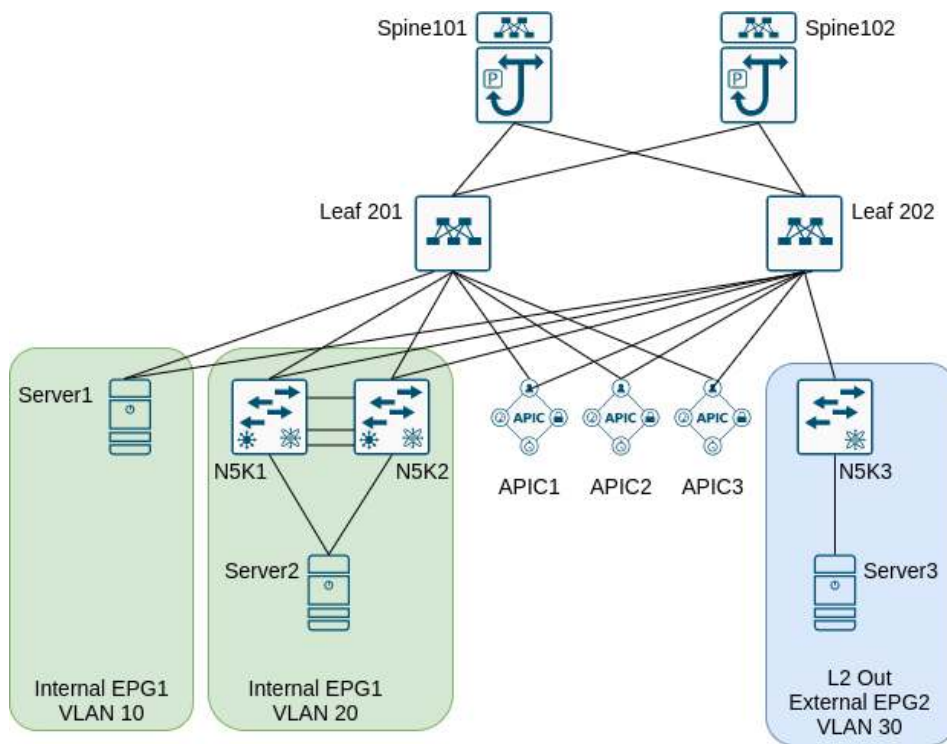 Spine101
Spine102
P
P
Leaf 201
Leaf 202
Server1
N5K1
N5K2
APIC
APIC
APIC
APIC1
APIC2
APIC3
N5K3
Server2
Server3
Internal EPG1
VLAN 10
Internal EPG1
VLAN 20
L2 Out
External EPG2
VLAN 30